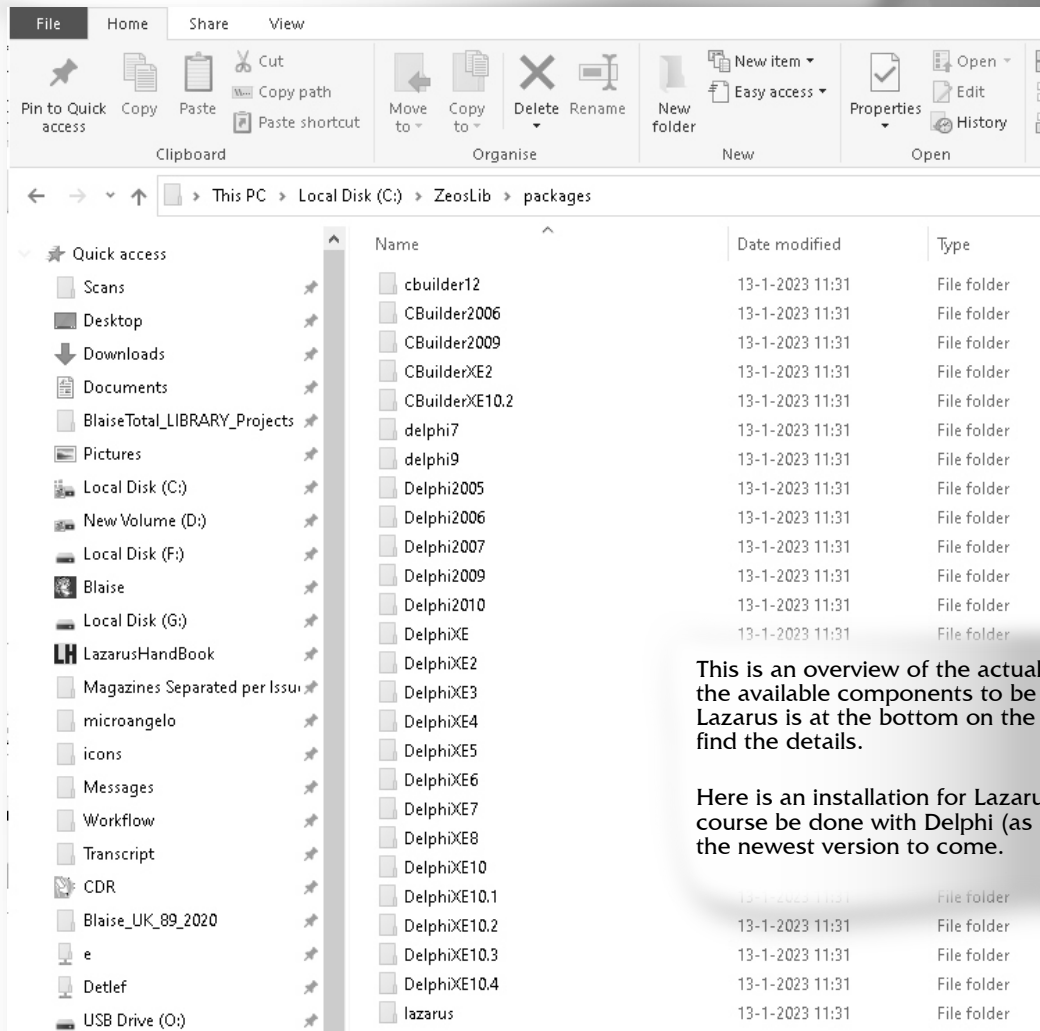 File Home Share View
Pin to Quick access
Copy
Paste
Cut
Copy path
Paste shortcut
Clipboard
Move to
Copy to
Delete
Rename
Organise
New folder
New item
Easy access
New
Properties
Open
Edit
History
Open
This PC > Local Disk (C:) > ZeosLib > packages
Name Date modified Type
Quick access
Scans
Desktop
Downloads
Documents
BlaiseTotal_LIBRARY_Projects
Pictures
Local Disk (C:)
New Volume (D:)
Local Disk (F:)
Blaise
Local Disk (G:)
LazarusHandBook
Magazines Separated per Issu
microangelo
icons
Messages
Workflow
Transcript
CDR
Blaise_UK_89_2020
e
Detlef
USB Drive (O:)
cbuilder12 13-1-2023 11:31 File folder
CBuilder2006 13-1-2023 11:31 File folder
CBuilder2009 13-1-2023 11:31 File folder
CBuilderXE2 13-1-2023 11:31 File folder
CBuilderXE10.2 13-1-2023 11:31 File folder
delphi7 13-1-2023 11:31 File folder
delphi9 13-1-2023 11:31 File folder
Delphi2005 13-1-2023 11:31 File folder
Delphi2006 13-1-2023 11:31 File folder
Delphi2007 13-1-2023 11:31 File folder
Delphi2009 13-1-2023 11:31 File folder
Delphi2010 13-1-2023 11:31 File folder
DelphiXE 13-1-2023 11:31 File folder
DelphiXE2
DelphiXE3
DelphiXE4
DelphiXE5
DelphiXE6
DelphiXE7
DelphiXE8
DelphiXE10
DelphiXE10.1 13-1-2023 11:31 File folder
DelphiXE10.2 13-1-2023 11:31 File folder
DelphiXE10.3 13-1-2023 11:31 File folder
DelphiXE10.4 13-1-2023 11:31 File folder
lazarus 13-1-2023 11:31 File folder
This is an overview of the actual
the available components to be
Lazarus is at the bottom on the
find the details.
Here is an installation for Lazaru
course be done with Delphi (as
the newest version to come.